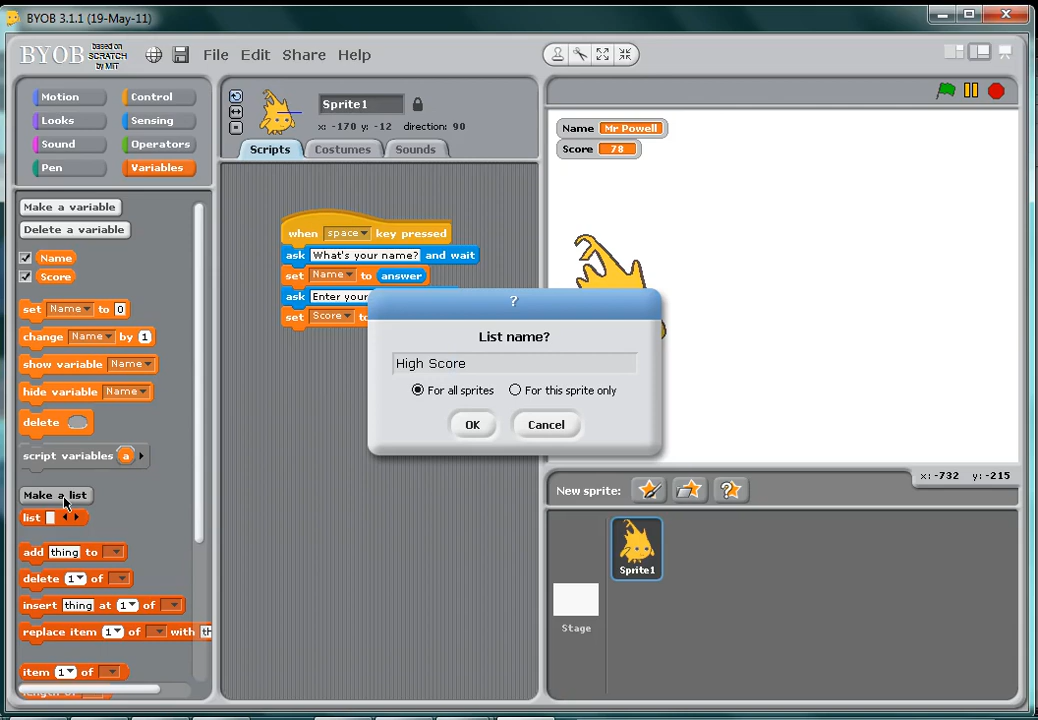 BYOB 3.1.1 (19-May-11)
BYOB based on SCRATCH by MIT File Edit Share Help
Motion Control
Looks Sensing
Sound Operators
Pen Variables
Make a variable
Delete a variable
Name
Score
set Name to 0
change Name by 1
show variable Name
hide variable Name
delete
script variables a
Make a list
list
add thing to
delete 1 of
insert thing at 1 of
replace item 1 of with th
item 1 of
length of
Sprite1
x: -170 y: -12 direction: 90
Scripts Costumes Sounds
when space key pressed
ask What's your name? and wait
set Name to answer
ask Enter your
set Score to
?
List name?
High Score
For all sprites For this sprite only
OK Cancel
Name Mr Powell
Score 78
x: -732 y: -215
New sprite:
Sprite1
Stage